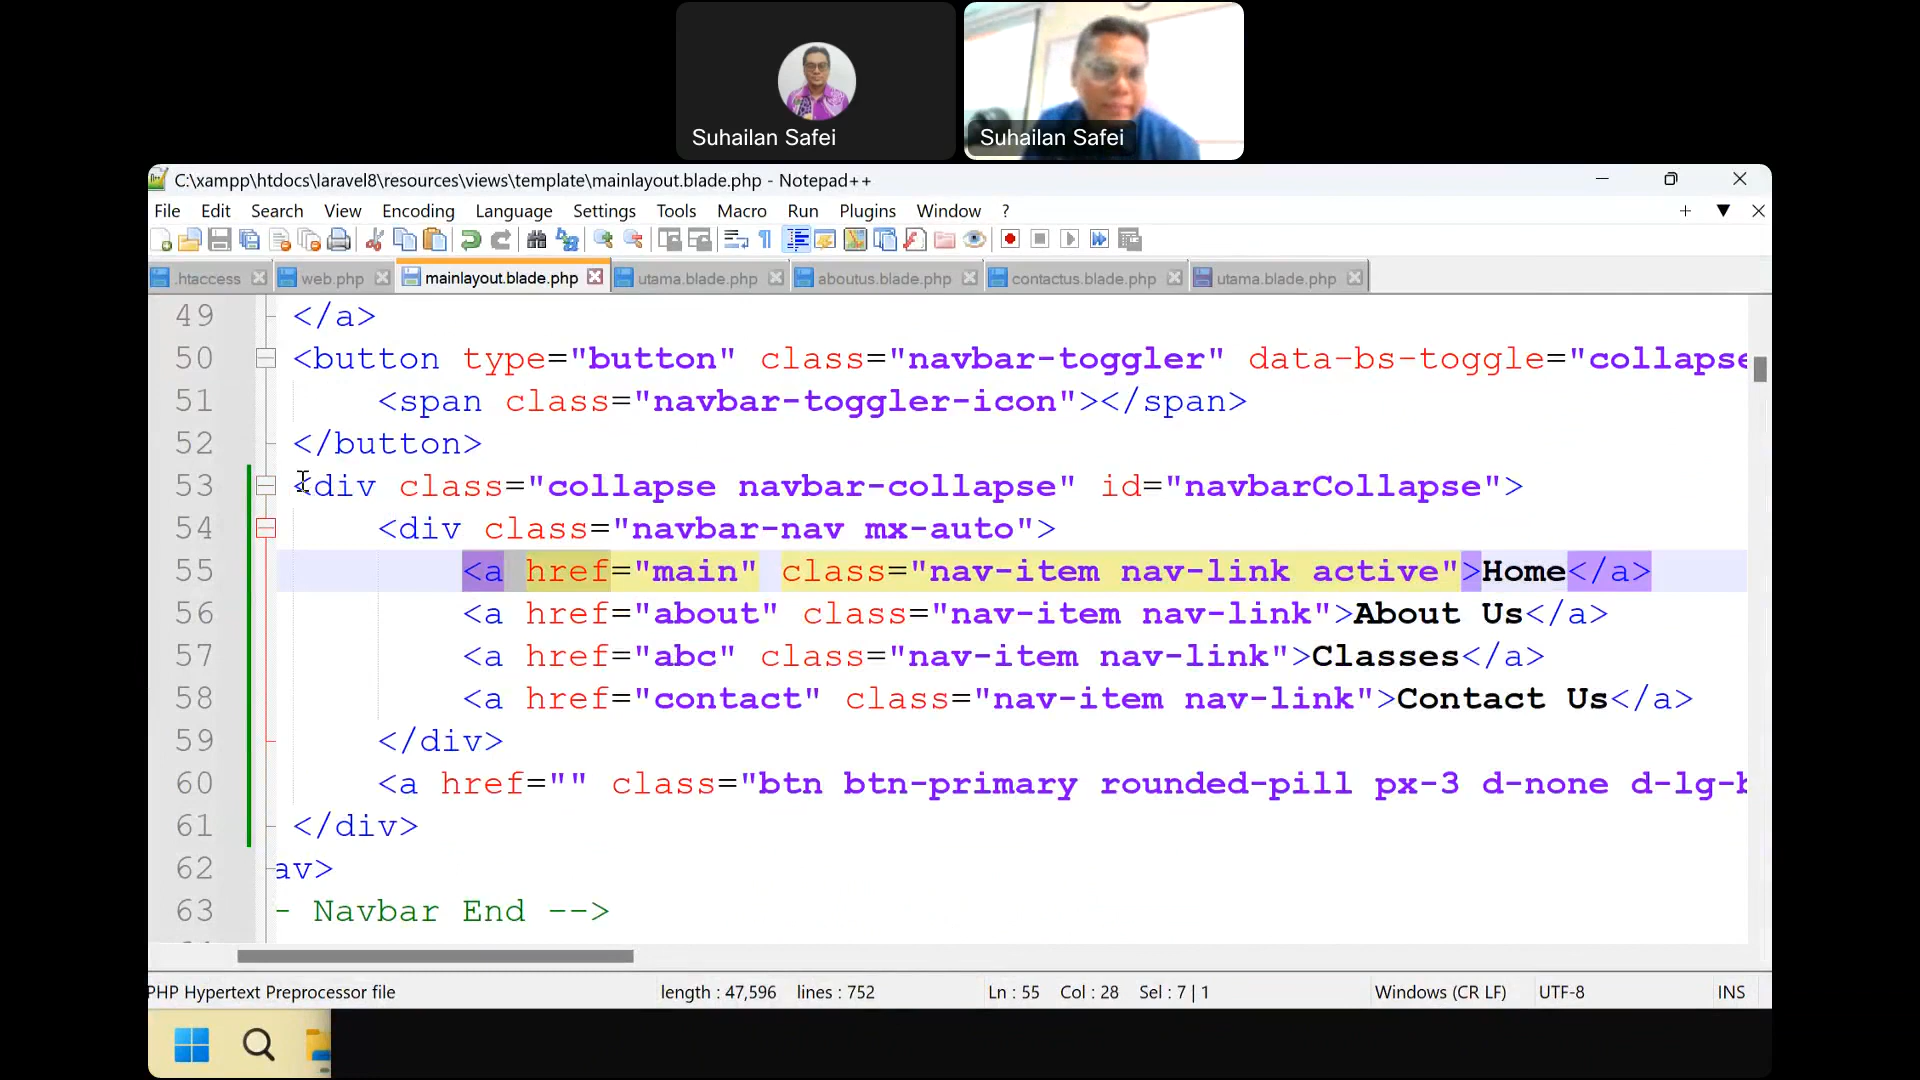 Suhailan Safei
Suhailan Safei
C:\xampp\htdocs\laravel8\resources\views\template\mainlayout.blade.php - Notepad++
File Edit Search View Encoding Language Settings Tools Macro Run Plugins Window ?
.htaccess web.php mainlayout.blade.php utama.blade.php aboutus.blade.php contactus.blade.php utama.blade.php
49 </a>
50 <button type="button" class="navbar-toggler" data-bs-toggle="collapse
51 <span class="navbar-toggler-icon"></span>
52 </button>
53 <div class="collapse navbar-collapse" id="navbarCollapse">
54 <div class="navbar-nav mx-auto">
55 <a href="main" class="nav-item nav-link active">Home</a>
56 <a href="about" class="nav-item nav-link">About Us</a>
57 <a href="abc" class="nav-item nav-link">Classes</a>
58 <a href="contact" class="nav-item nav-link">Contact Us</a>
59 </div>
60 <a href="" class="btn btn-primary rounded-pill px-3 d-none d-lg-b
61 </div>
62 av>
63 - Navbar End -->
PHP Hypertext Preprocessor file length : 47,596 lines : 752 Ln : 55 Col : 28 Sel : 7 | 1 Windows (CR LF) UTF-8 INS